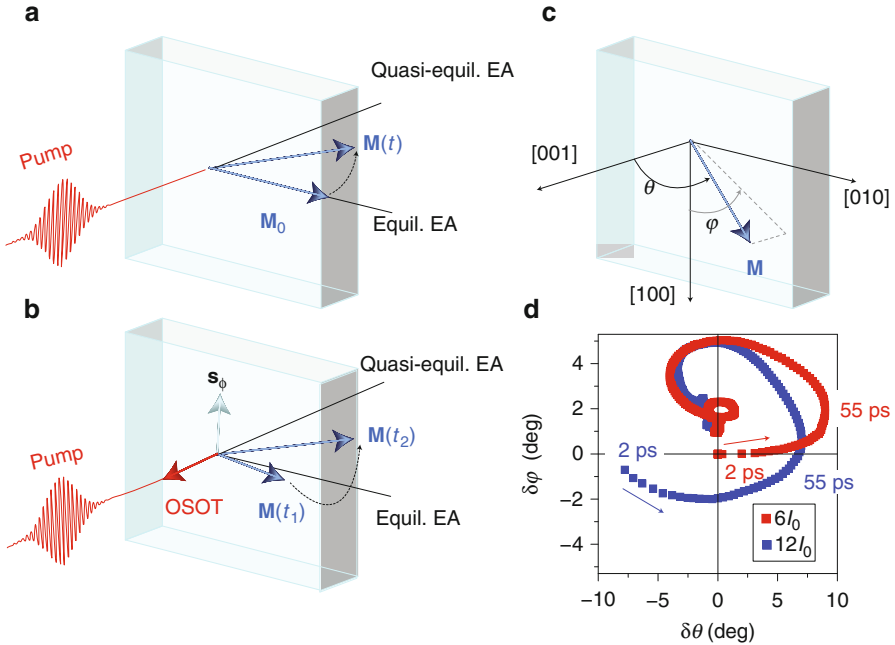 a
Quasi-equil. EA
Pump
M(t)
M₀
Equil. EA
b
Quasi-equil. EA
sϕ
Pump
M(t₂)
OSOT
M(t₁)
Equil. EA
c
[001]
θ
[010]
φ
M
[100]
d
4
2
0
−2
−4
δφ (deg)
55 ps
2 ps
2 ps
55 ps
6I₀
12I₀
−10 −5 0 5 10
δθ (deg)